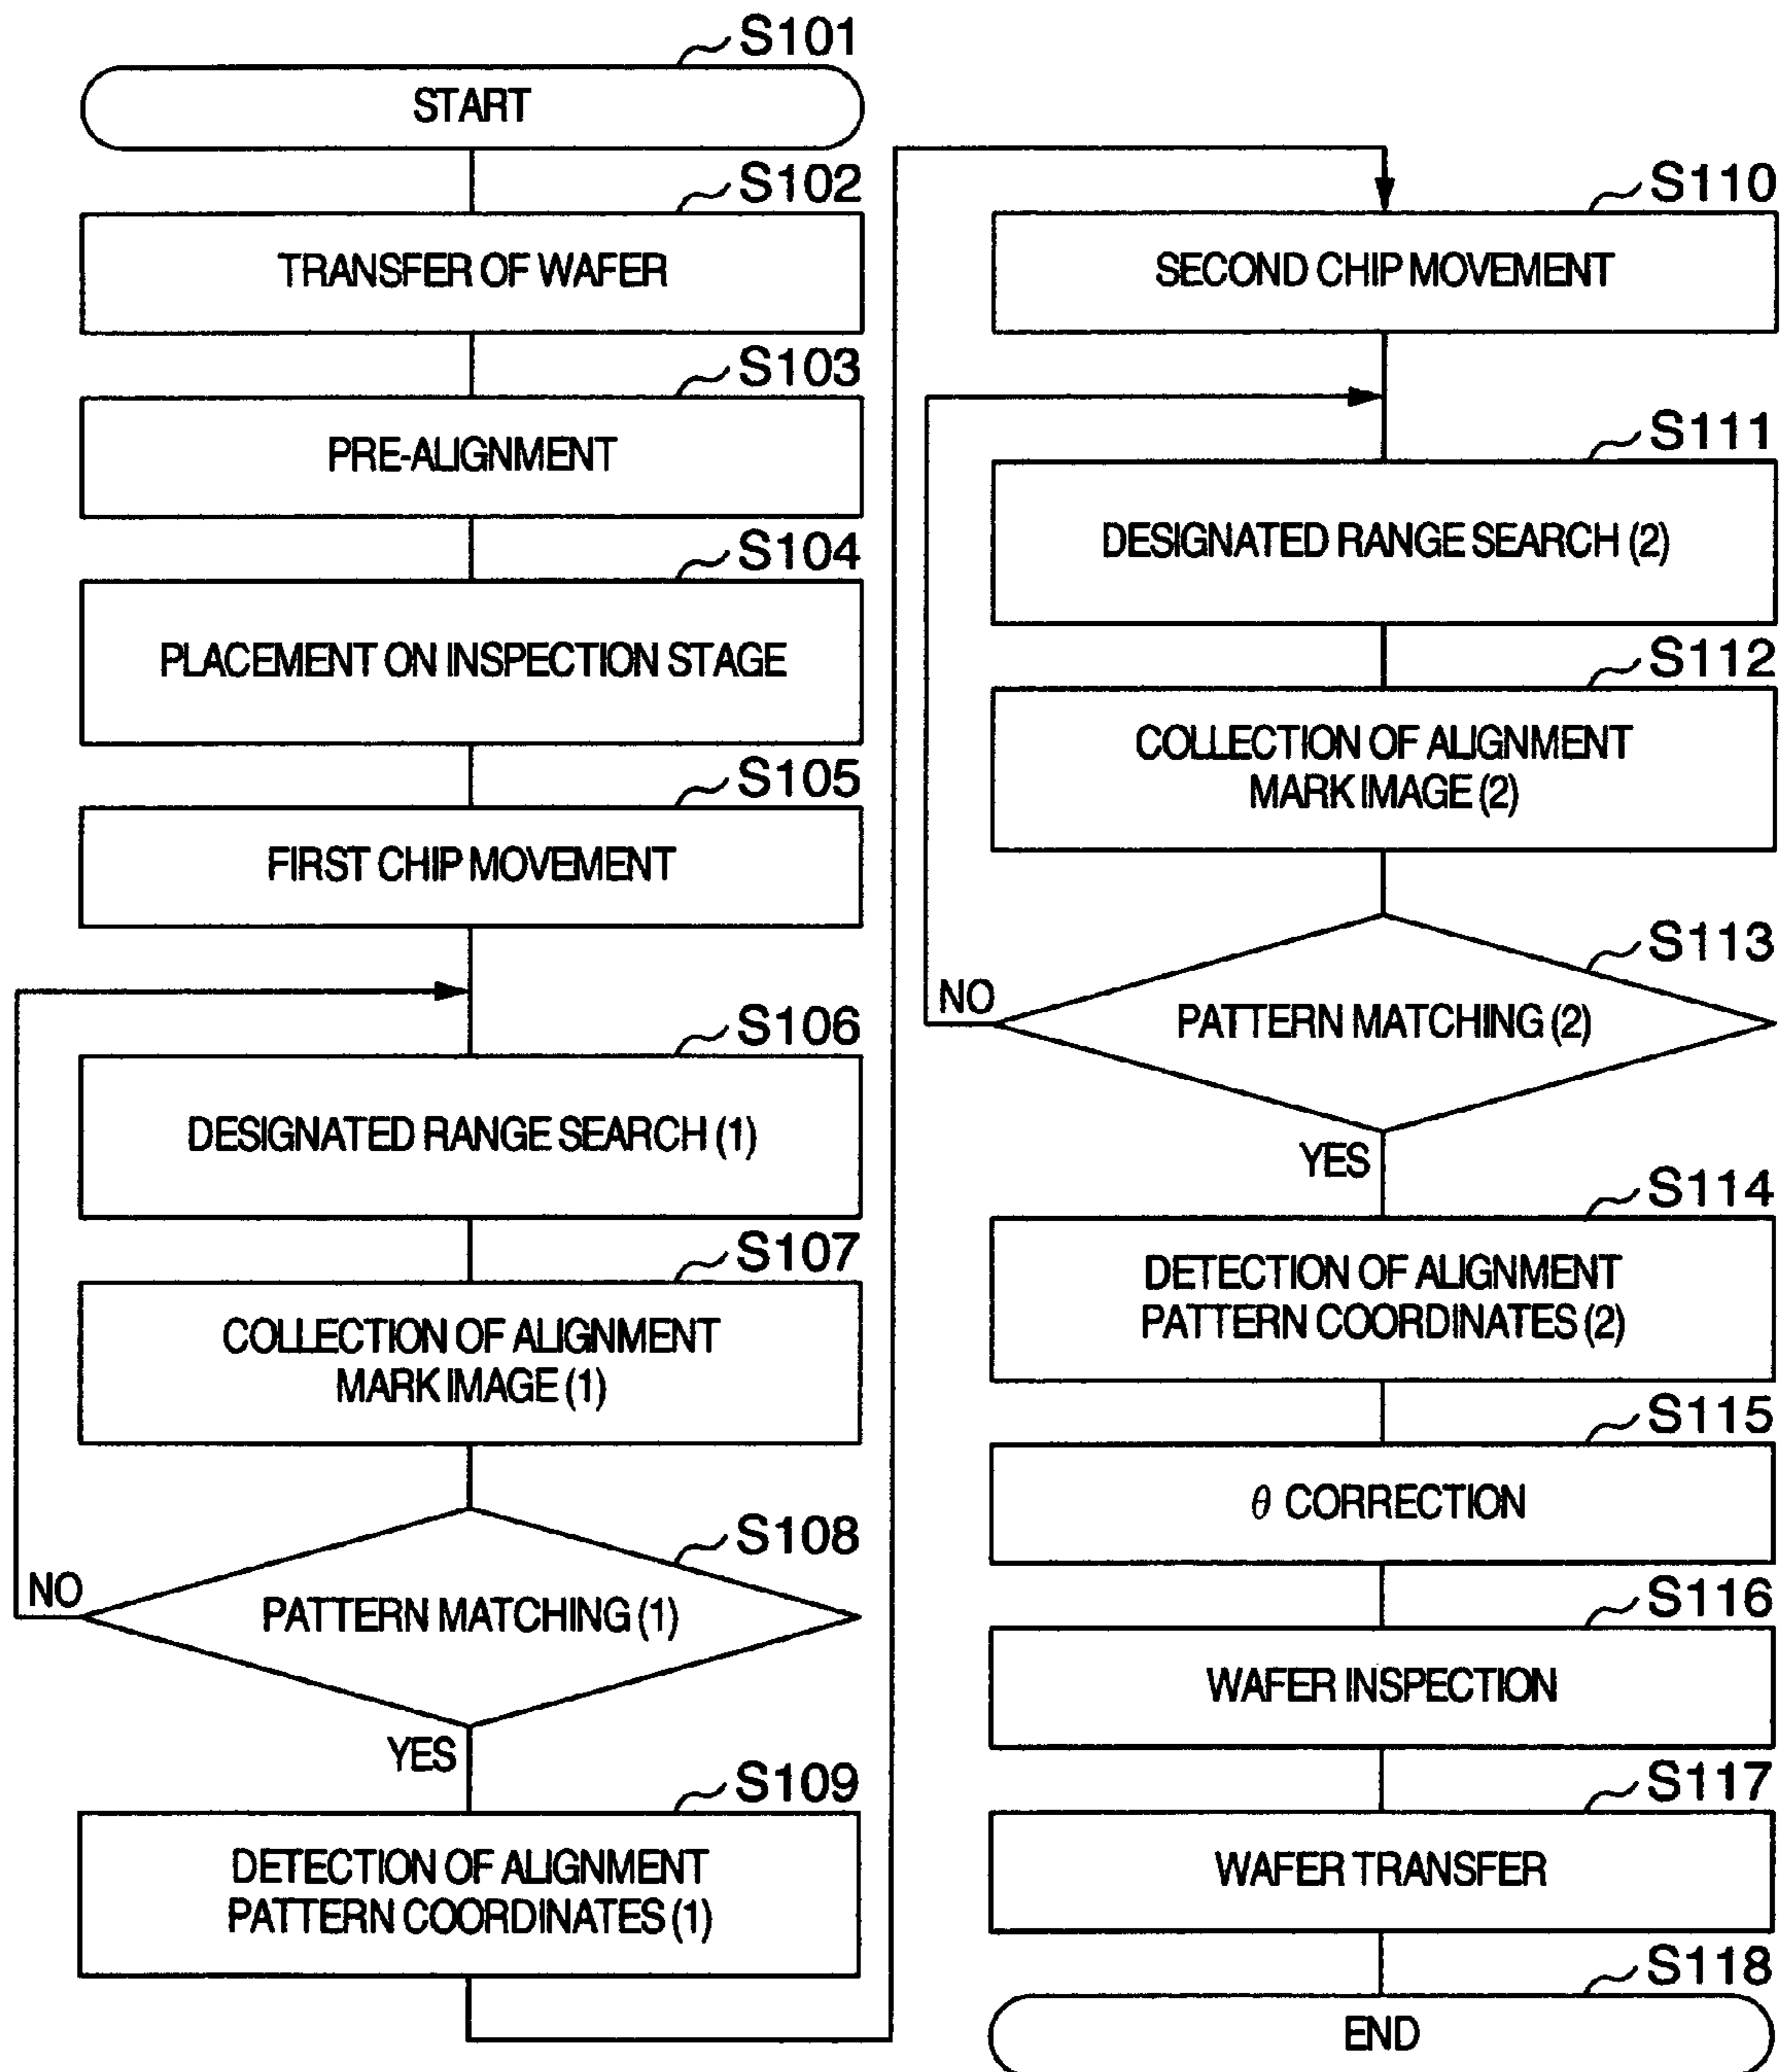 S101
START
S102
TRANSFER OF WAFER
S103
PRE-ALIGNMENT
S104
PLACEMENT ON INSPECTION STAGE
S105
FIRST CHIP MOVEMENT
S106
DESIGNATED RANGE SEARCH (1)
S107
COLLECTION OF ALIGNMENT
MARK IMAGE (1)
S108
NO
PATTERN MATCHING (1)
YES
S109
DETECTION OF ALIGNMENT
PATTERN COORDINATES (1)
S110
SECOND CHIP MOVEMENT
S111
DESIGNATED RANGE SEARCH (2)
S112
COLLECTION OF ALIGNMENT
MARK IMAGE (2)
S113
NO
PATTERN MATCHING (2)
YES
S114
DETECTION OF ALIGNMENT
PATTERN COORDINATES (2)
S115
θ CORRECTION
S116
WAFER INSPECTION
S117
WAFER TRANSFER
S118
END